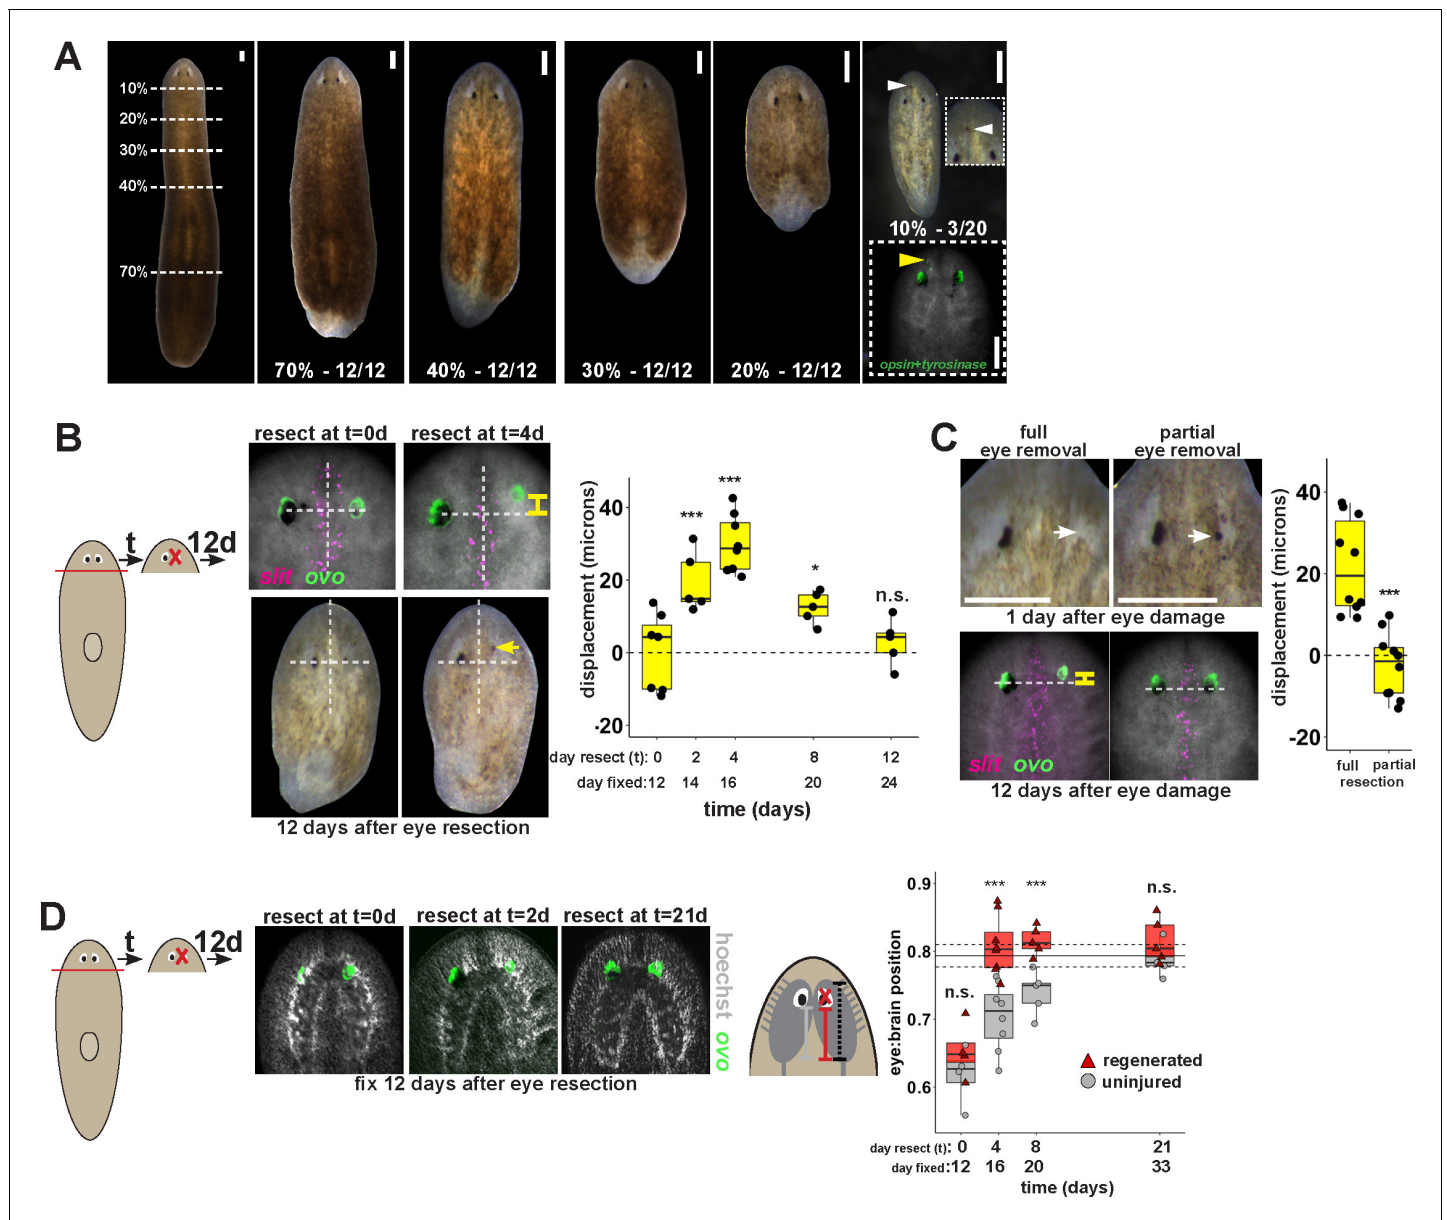 A
10%
20%
30%
40%
70%
70% - 12/12
40% - 12/12
30% - 12/12
20% - 12/12
10% - 3/20
opsin+tyrosinase
B
t
12d
resect at t=0d
resect at t=4d
slit ovo
12 days after eye resection
displacement (microns)
40
20
0
-20
***
***
*
n.s.
day resect (t): 0 2 4 8 12
day fixed: 12 14 16 20 24
time (days)
C
full
eye removal
partial
eye removal
1 day after eye damage
slit ovo
12 days after eye damage
displacement (microns)
40
20
0
-20
***
full partial
resection
D
t
12d
resect at t=0d
resect at t=2d
resect at t=21d
hoechst ovo
fix 12 days after eye resection
eye:brain position
0.9
0.8
0.7
0.6
n.s.
***
***
n.s.
regenerated
uninjured
day resect (t): 0 4 8 21
day fixed: 12 16 20 33
time (days)